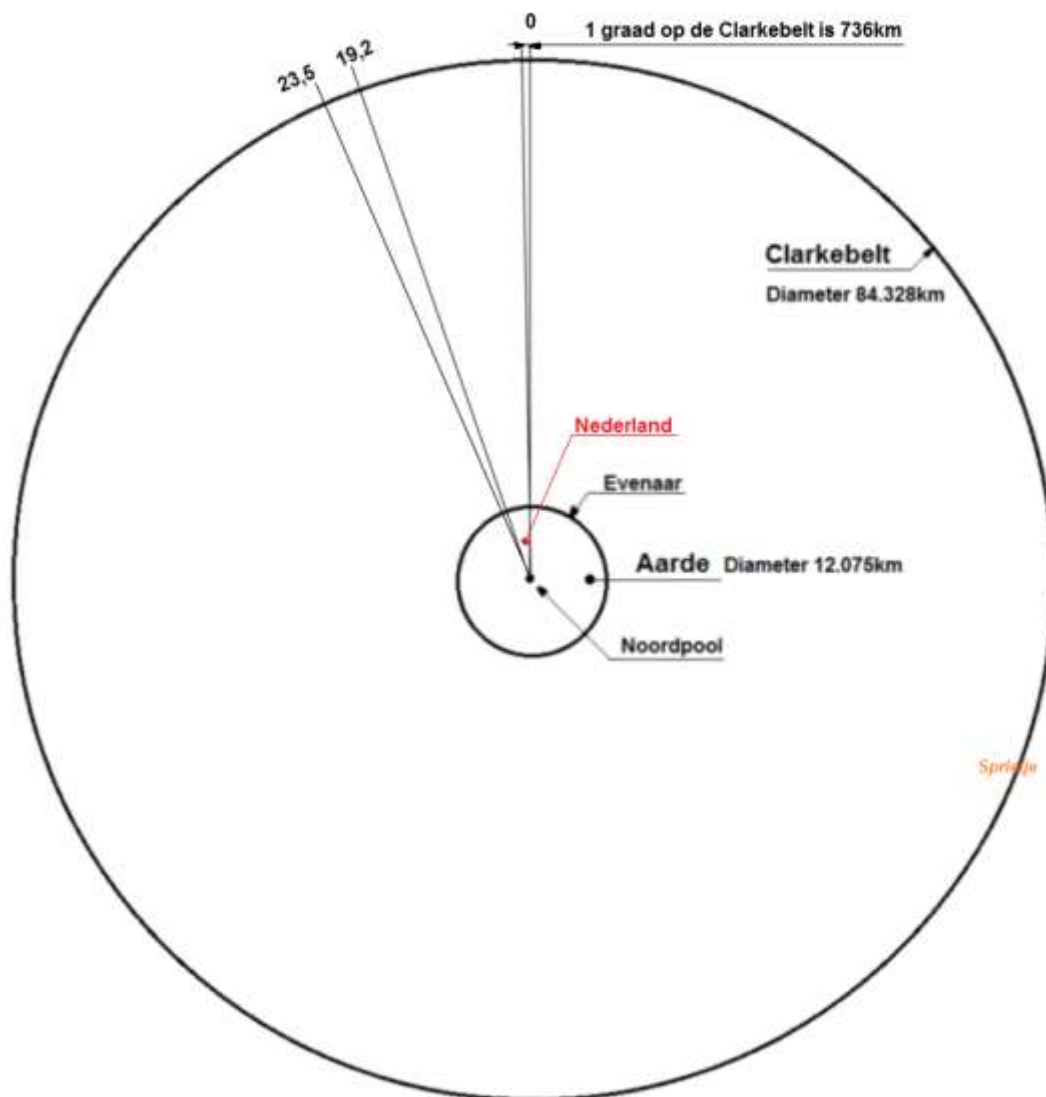 0
1 graad op de Clarkebelt is 736km
19,2
23,5
Clarkebelt
Diameter 84.328km
Nederland
Evenaar
Aarde Diameter 12.075km
Noordpool
Sprietje